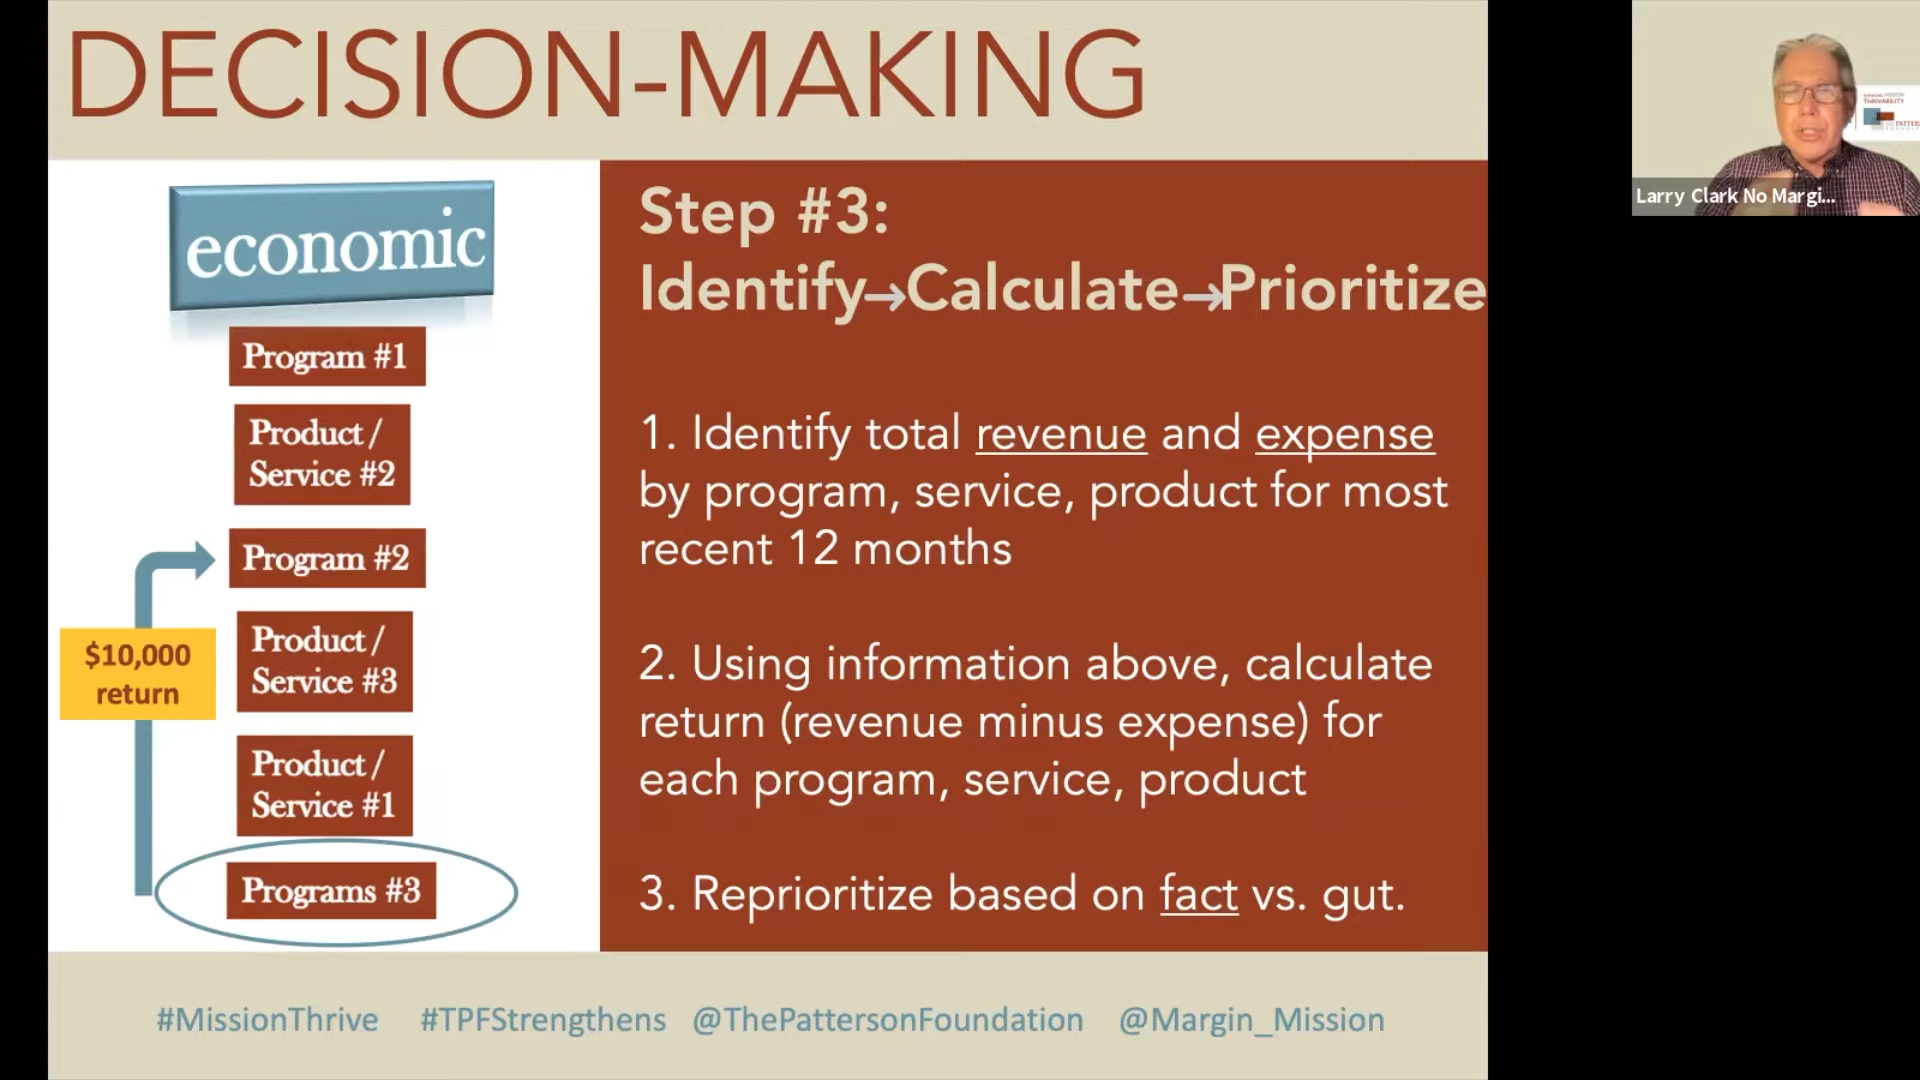 DECISION-MAKING
economic
Program #1
Product /
Service #2
Program #2
$10,000
return
Product /
Service #3
Product /
Service #1
Programs #3
Step #3:
Identify→Calculate→Prioritize
1. Identify total revenue and expense
by program, service, product for most
recent 12 months
2. Using information above, calculate
return (revenue minus expense) for
each program, service, product
3. Reprioritize based on fact vs. gut.
#MissionThrive #TPFStrengthens @ThePattersonFoundation @Margin_Mission
THRIVABILITY
Larry Clark No Margi...